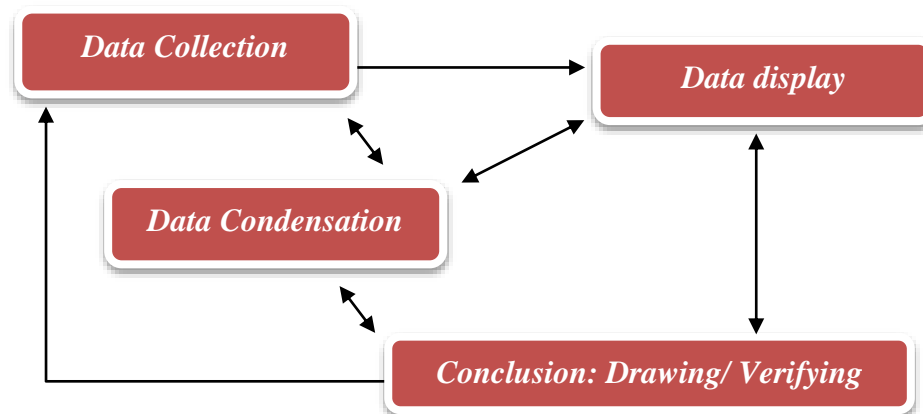 Data Collection
Data display
Data Condensation
Conclusion: Drawing/ Verifying